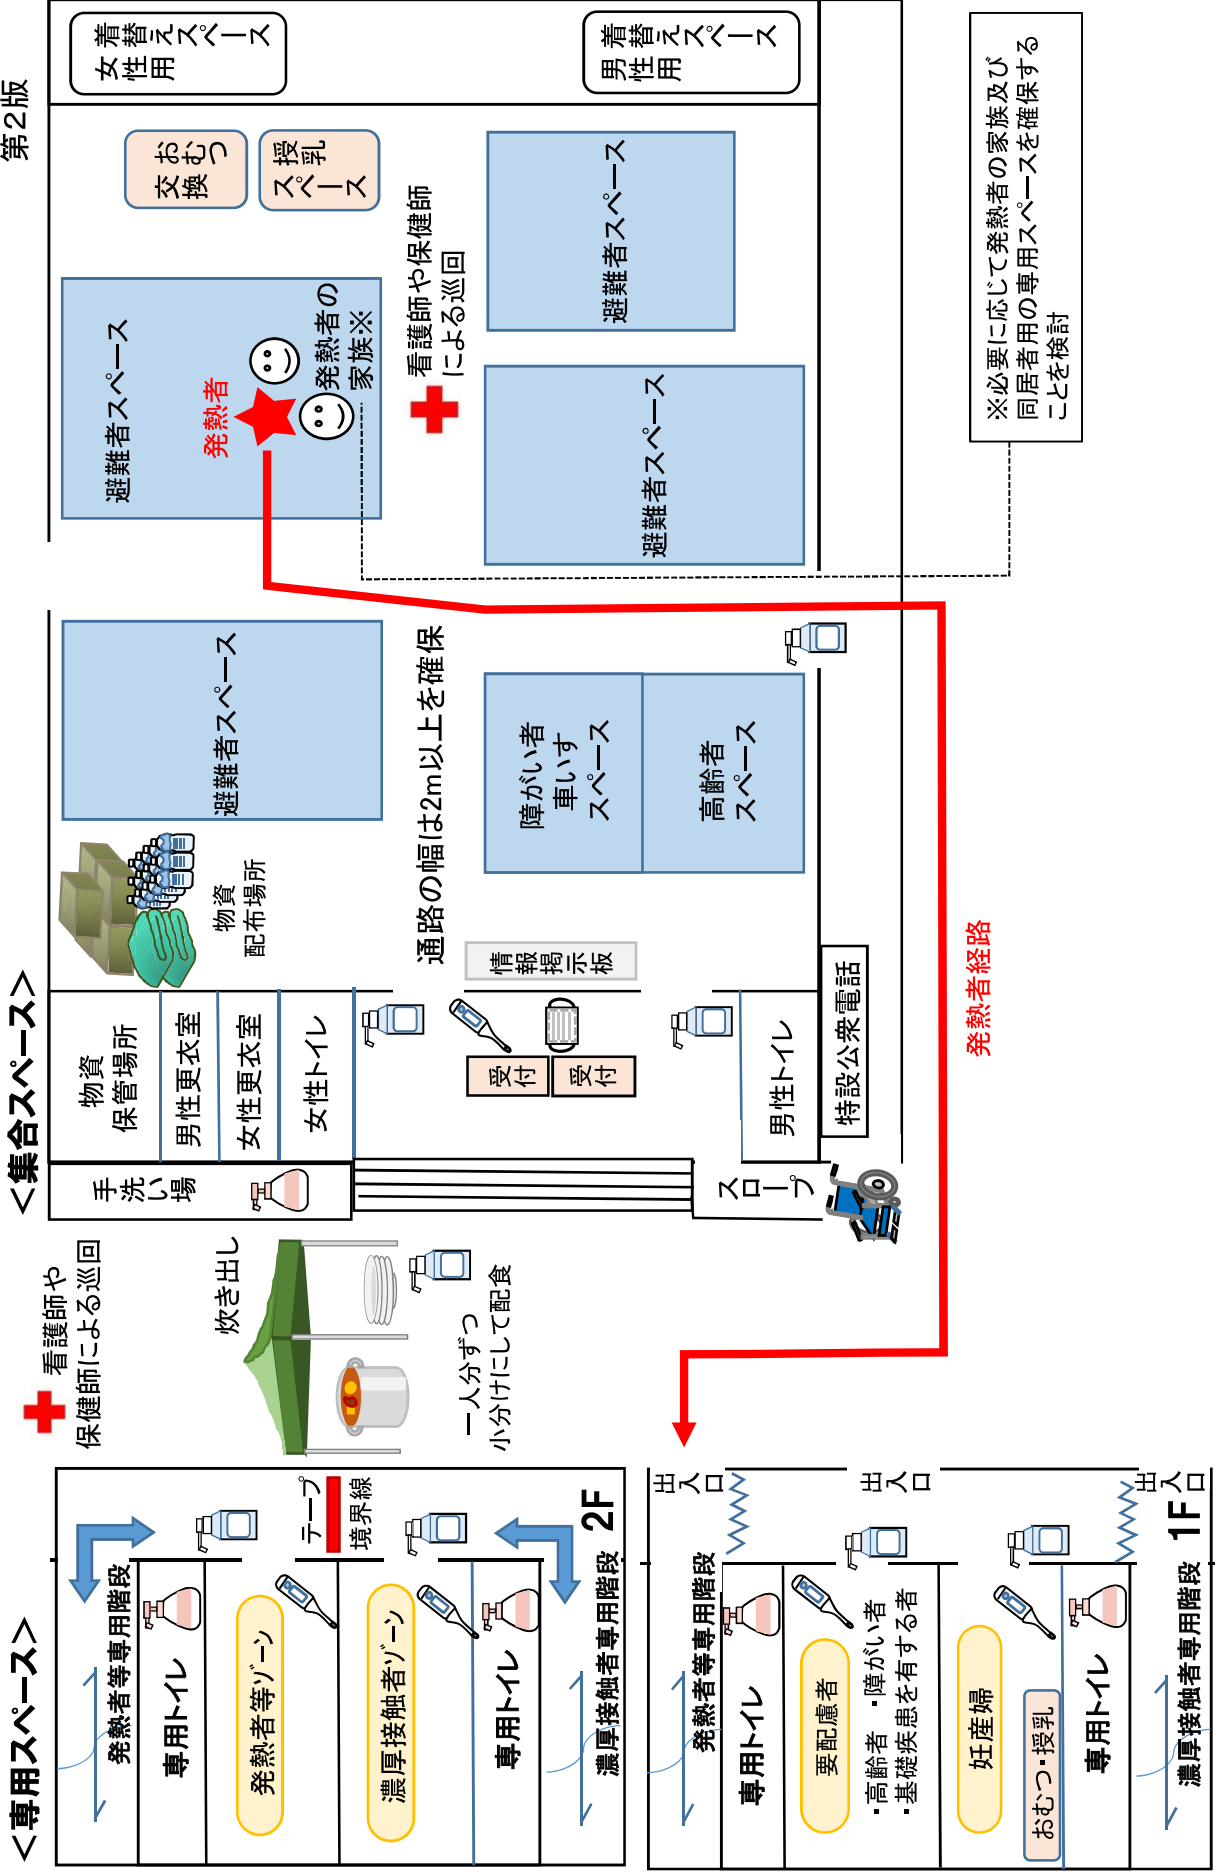 第2版
<専用スペース>
<集合スペース>
発熱者等専用階段
専用トイレ
発熱者等ゾーン
濃厚接触者ゾーン
専用トイレ
濃厚接触者専用階段
テープ
境界線
2F
発熱者等専用階段
専用トイレ
要配慮者
・高齢者 ・障がい者
・基礎疾患を有する者
妊産婦
おむつ・授乳
専用トイレ
濃厚接触者専用階段
出入口
出入口
出入口
1F
看護師や
保健師による巡回
炊き出し
一人分ずつ
小分けにして配食
手洗い場
スロープ
物資
保管場所
男性更衣室
女性更衣室
女性トイレ
受付
受付
男性トイレ
特設公衆電話
物資
配布場所
情報掲示板
通路の幅は2m以上を確保
避難者スペース
障がい者
車いす
スペース
高齢者
スペース
発熱者経路
避難者スペース
発熱者
発熱者の
家族※
看護師や保健師
による巡回
避難者スペース
避難者スペース
おむつ
交換
授乳
スペース
女性用
着替えスペース
男性用
着替えスペース
※必要に応じて発熱者の家族及び
同居者用の専用スペースを確保する
ことを検討